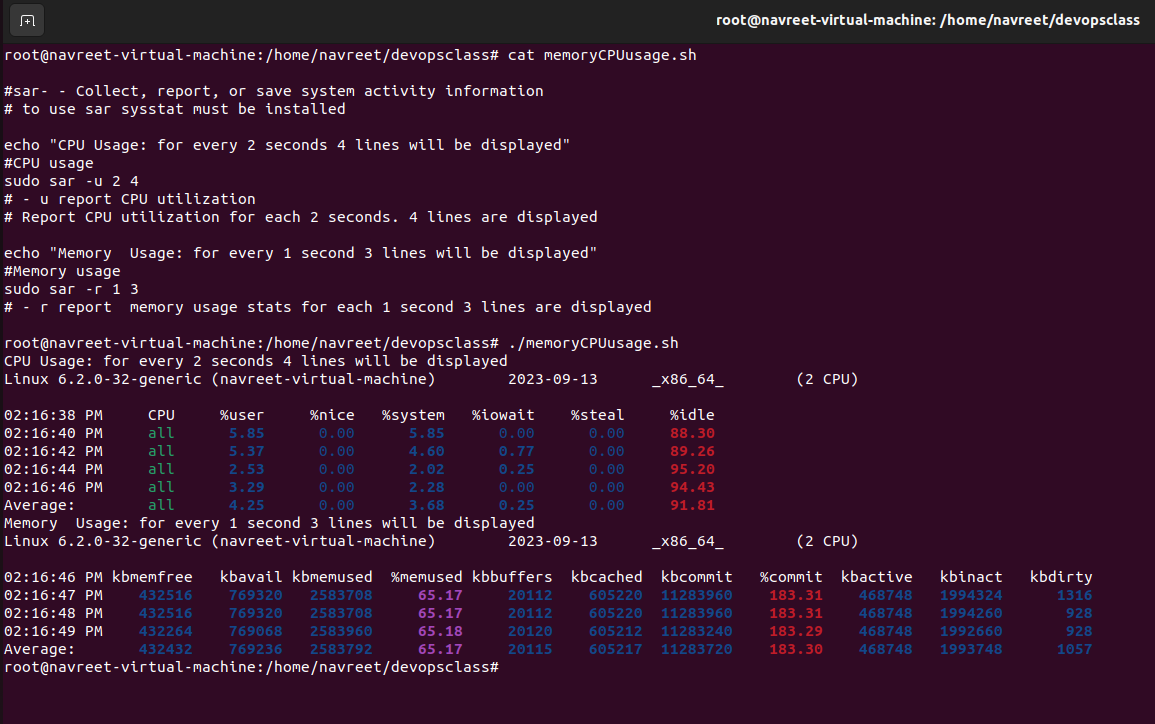 root@navreet-virtual-machine: /home/navreet/devopsclass
root@navreet-virtual-machine:/home/navreet/devopsclass# cat memoryCPUusage.sh
#sar- - Collect, report, or save system activity information
# to use sar sysstat must be installed
echo "CPU Usage: for every 2 seconds 4 lines will be displayed"
#CPU usage
sudo sar -u 2 4
# - u report CPU utilization
# Report CPU utilization for each 2 seconds. 4 lines are displayed
echo "Memory  Usage: for every 1 second 3 lines will be displayed"
#Memory usage
sudo sar -r 1 3
# - r report  memory usage stats for each 1 second 3 lines are displayed
root@navreet-virtual-machine:/home/navreet/devopsclass# ./memoryCPUusage.sh
CPU Usage: for every 2 seconds 4 lines will be displayed
Linux 6.2.0-32-generic (navreet-virtual-machine)        2023-09-13      _x86_64_        (2 CPU)
02:16:38 PM     CPU     %user     %nice   %system   %iowait    %steal     %idle
02:16:40 PM     all      5.85      0.00      5.85      0.00      0.00     88.30
02:16:42 PM     all      5.37      0.00      4.60      0.77      0.00     89.26
02:16:44 PM     all      2.53      0.00      2.02      0.25      0.00     95.20
02:16:46 PM     all      3.29      0.00      2.28      0.00      0.00     94.43
Average:        all      4.25      0.00      3.68      0.25      0.00     91.81
Memory  Usage: for every 1 second 3 lines will be displayed
Linux 6.2.0-32-generic (navreet-virtual-machine)        2023-09-13      _x86_64_        (2 CPU)
02:16:46 PM kbmemfree   kbavail kbmemused  %memused kbbuffers  kbcached  kbcommit   %commit  kbactive   kbinact   kbdirty
02:16:47 PM    432516    769320   2583708     65.17     20112    605220  11283960    183.31    468748   1994324      1316
02:16:48 PM    432516    769320   2583708     65.17     20112    605220  11283960    183.31    468748   1994260       928
02:16:49 PM    432264    769068   2583960     65.18     20120    605212  11283240    183.29    468748   1992660       928
Average:       432432    769236   2583792     65.17     20115    605217  11283720    183.30    468748   1993748      1057
root@navreet-virtual-machine:/home/navreet/devopsclass#